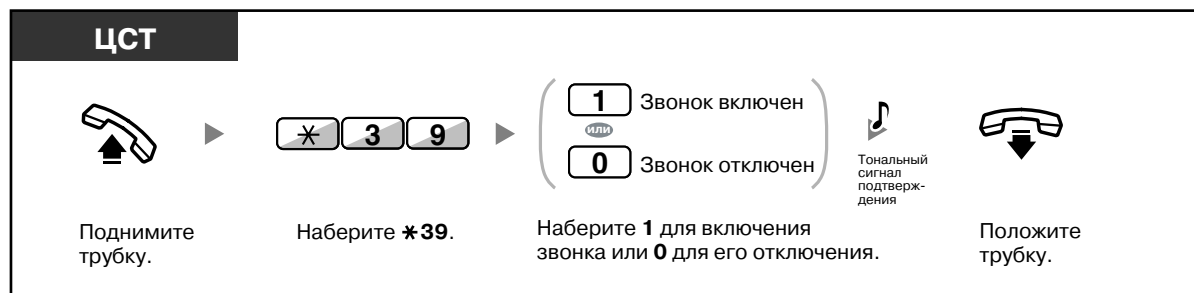 ЦСТ
1 Звонок включен
или
0 Звонок отключен
✳ 3 9
Тональный
сигнал
подтверж-
дения
Поднимите
трубку.
Наберите ✳39.
Наберите 1 для включения
звонка или 0 для его отключения.
Положите
трубку.